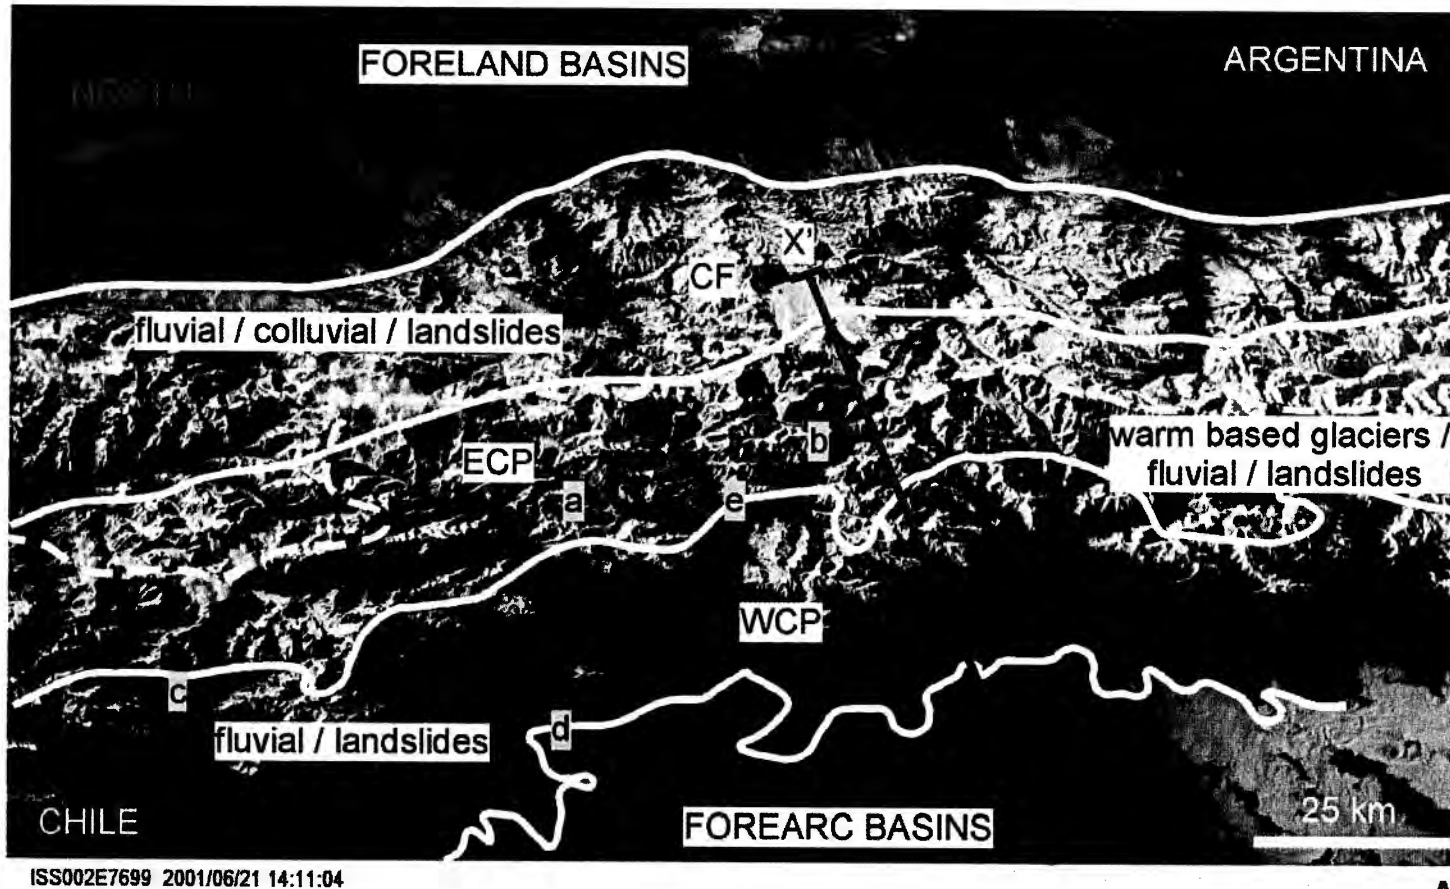 FORELAND BASINS
ARGENTINA
X'
CF
fluvial / colluvial / landslides
b
warm based glaciers /
fluvial / landslides
ECP
a
e
WCP
c
fluvial / landslides
d
CHILE
FOREARC BASINS
25 km
ISS002E7699 2001/06/21 14:11:04